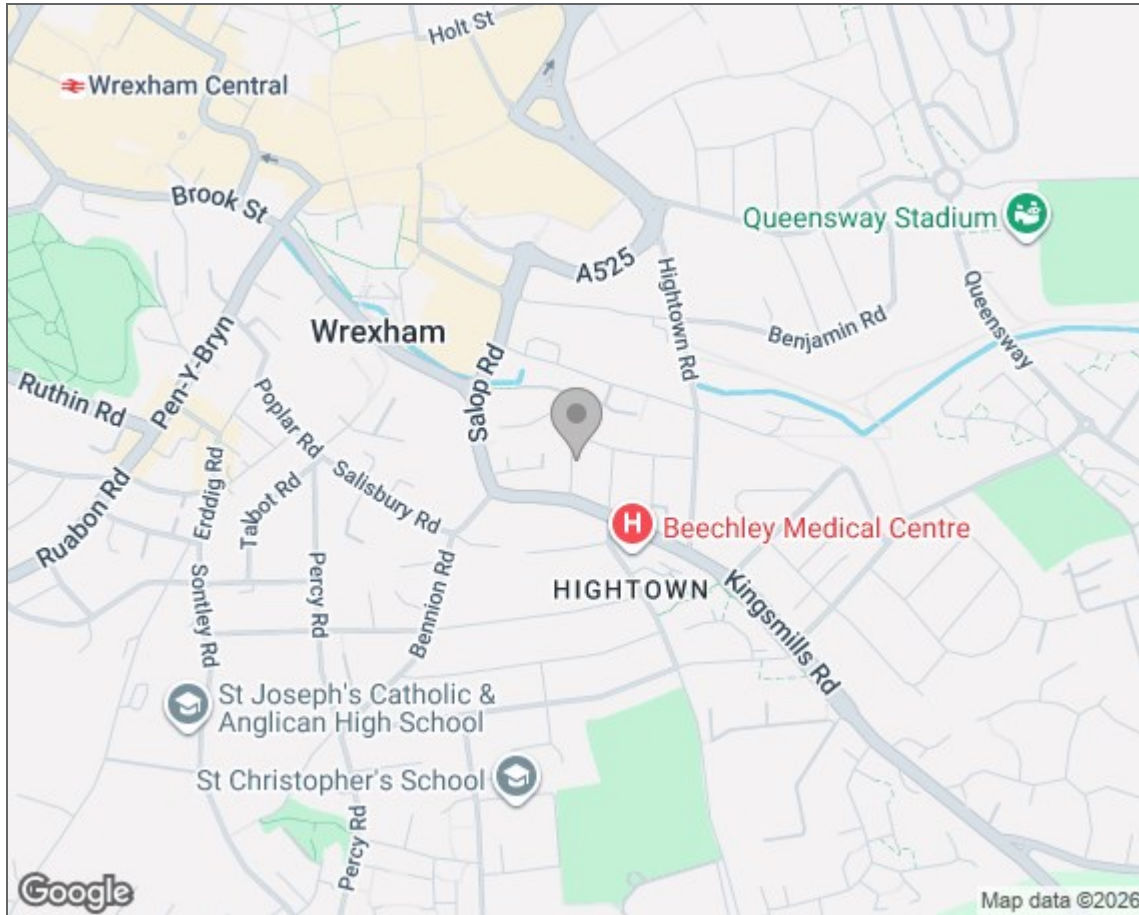 Holt St
Wrexham Central
Brook St
Queensway Stadium
A525
Hightown Rd
Queensway
Benjamin Rd
Wrexham
Pen-Y-Bryn
Salop Rd
Ruthin Rd
Poplar Rd
Salisbury Rd
Erddig Rd
Talbot Rd
Ruabon Rd
H
Beechley Medical Centre
Percy Rd
Sontley Rd
Bennion Rd
HIGHTOWN
Kingsmills Rd
St Joseph's Catholic &
Anglican High School
St Christopher's School
Percy Rd
Google
Map data ©2026